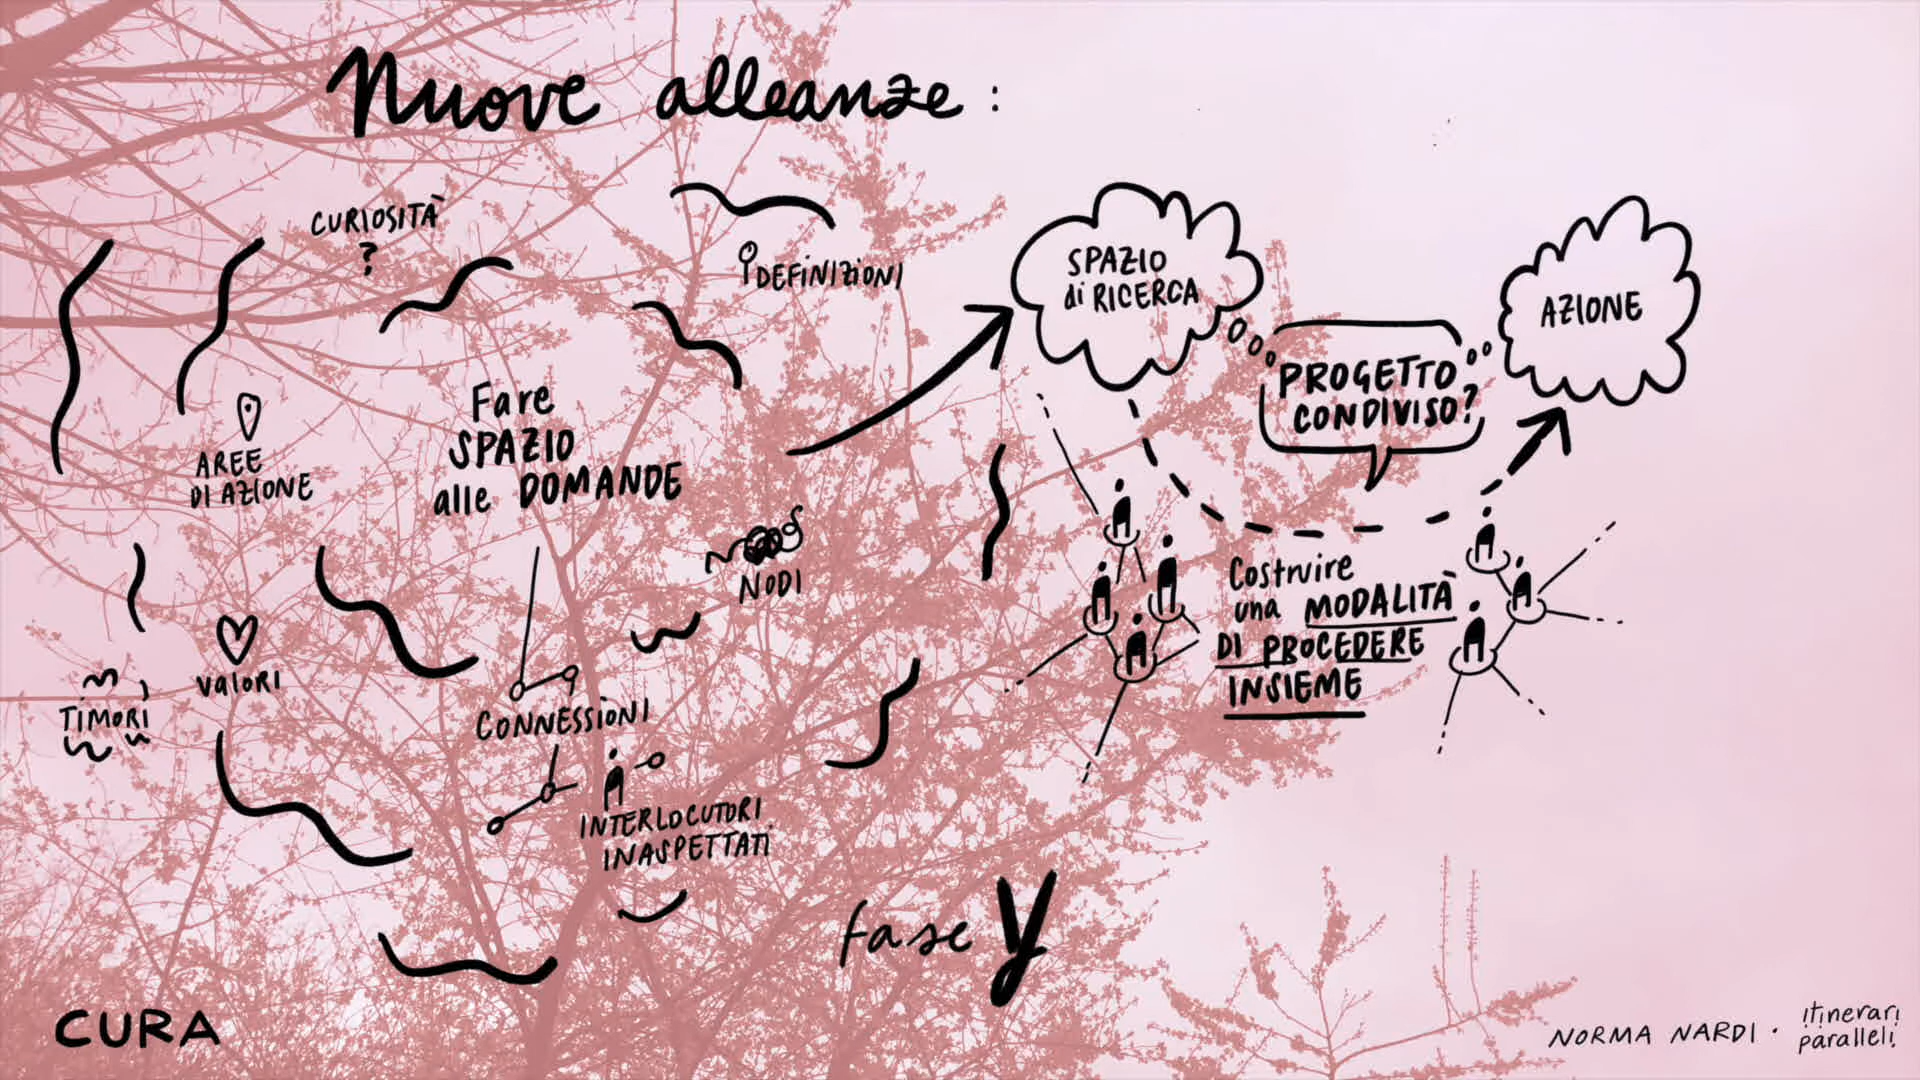 Nuove alleanze:
CURIOSITÀ
?
DEFINIZIONI
AREE
DI AZIONE
Fare
SPAZIO
alle DOMANDE
NODI
VALORI
TIMORI
CONNESSIONI
INTERLOCUTORI
INASPETTATI
SPAZIO
di RICERCA
PROGETTO
CONDIVISO?
AZIONE
Costruire
una MODALITÀ
DI PROCEDERE
INSIEME
fase Y
CURA
NORMA NARDI ·
itinerari
paralleli